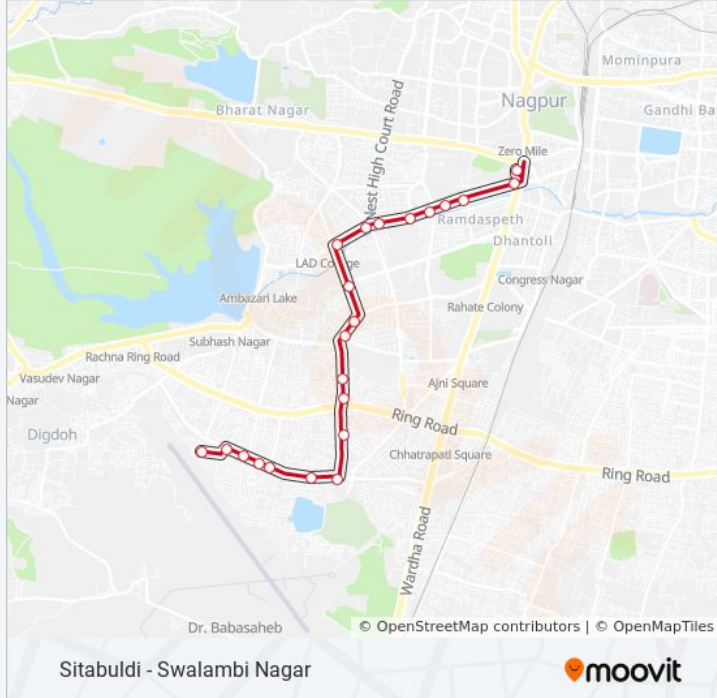 Mominpura
Nagpur
Bharat Nagar
Gandhi Ba
West High Court Road
Zero Mile
Ramdaspeth
Dhantoli
LAD College
Congress Nagar
Ambazari Lake
Rahate Colony
Subhash Nagar
Rachna Ring Road
Vasudev Nagar
Ajni Square
Nagar
Ring Road
Digdoh
Chhatrapati Square
Ring Road
Wardha Road
Dr. Babasaheb
© OpenStreetMap contributors | © OpenMapTiles
Sitabuldi - Swalambi Nagar
moovit